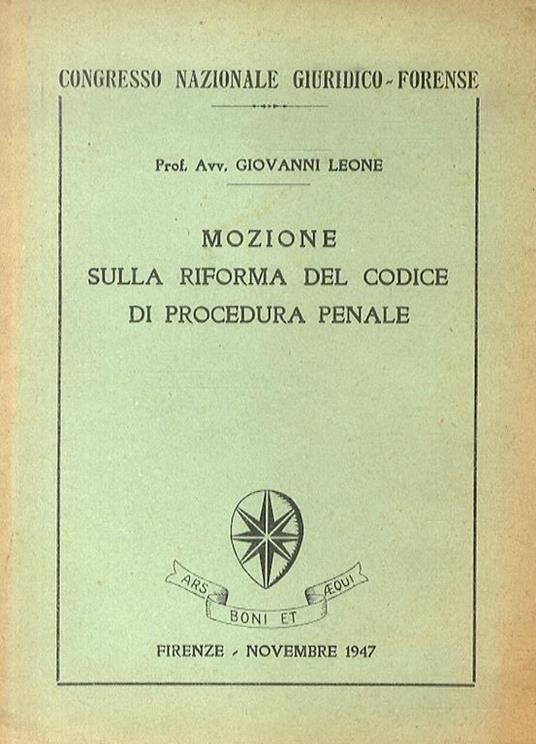 CONGRESSO NAZIONALE GIURIDICO-FORENSE
Prof. Avv. GIOVANNI LEONE
MOZIONE
SULLA RIFORMA DEL CODICE
DI PROCEDURA PENALE
ARS BONI ET ÆQUI
FIRENZE - NOVEMBRE 1947